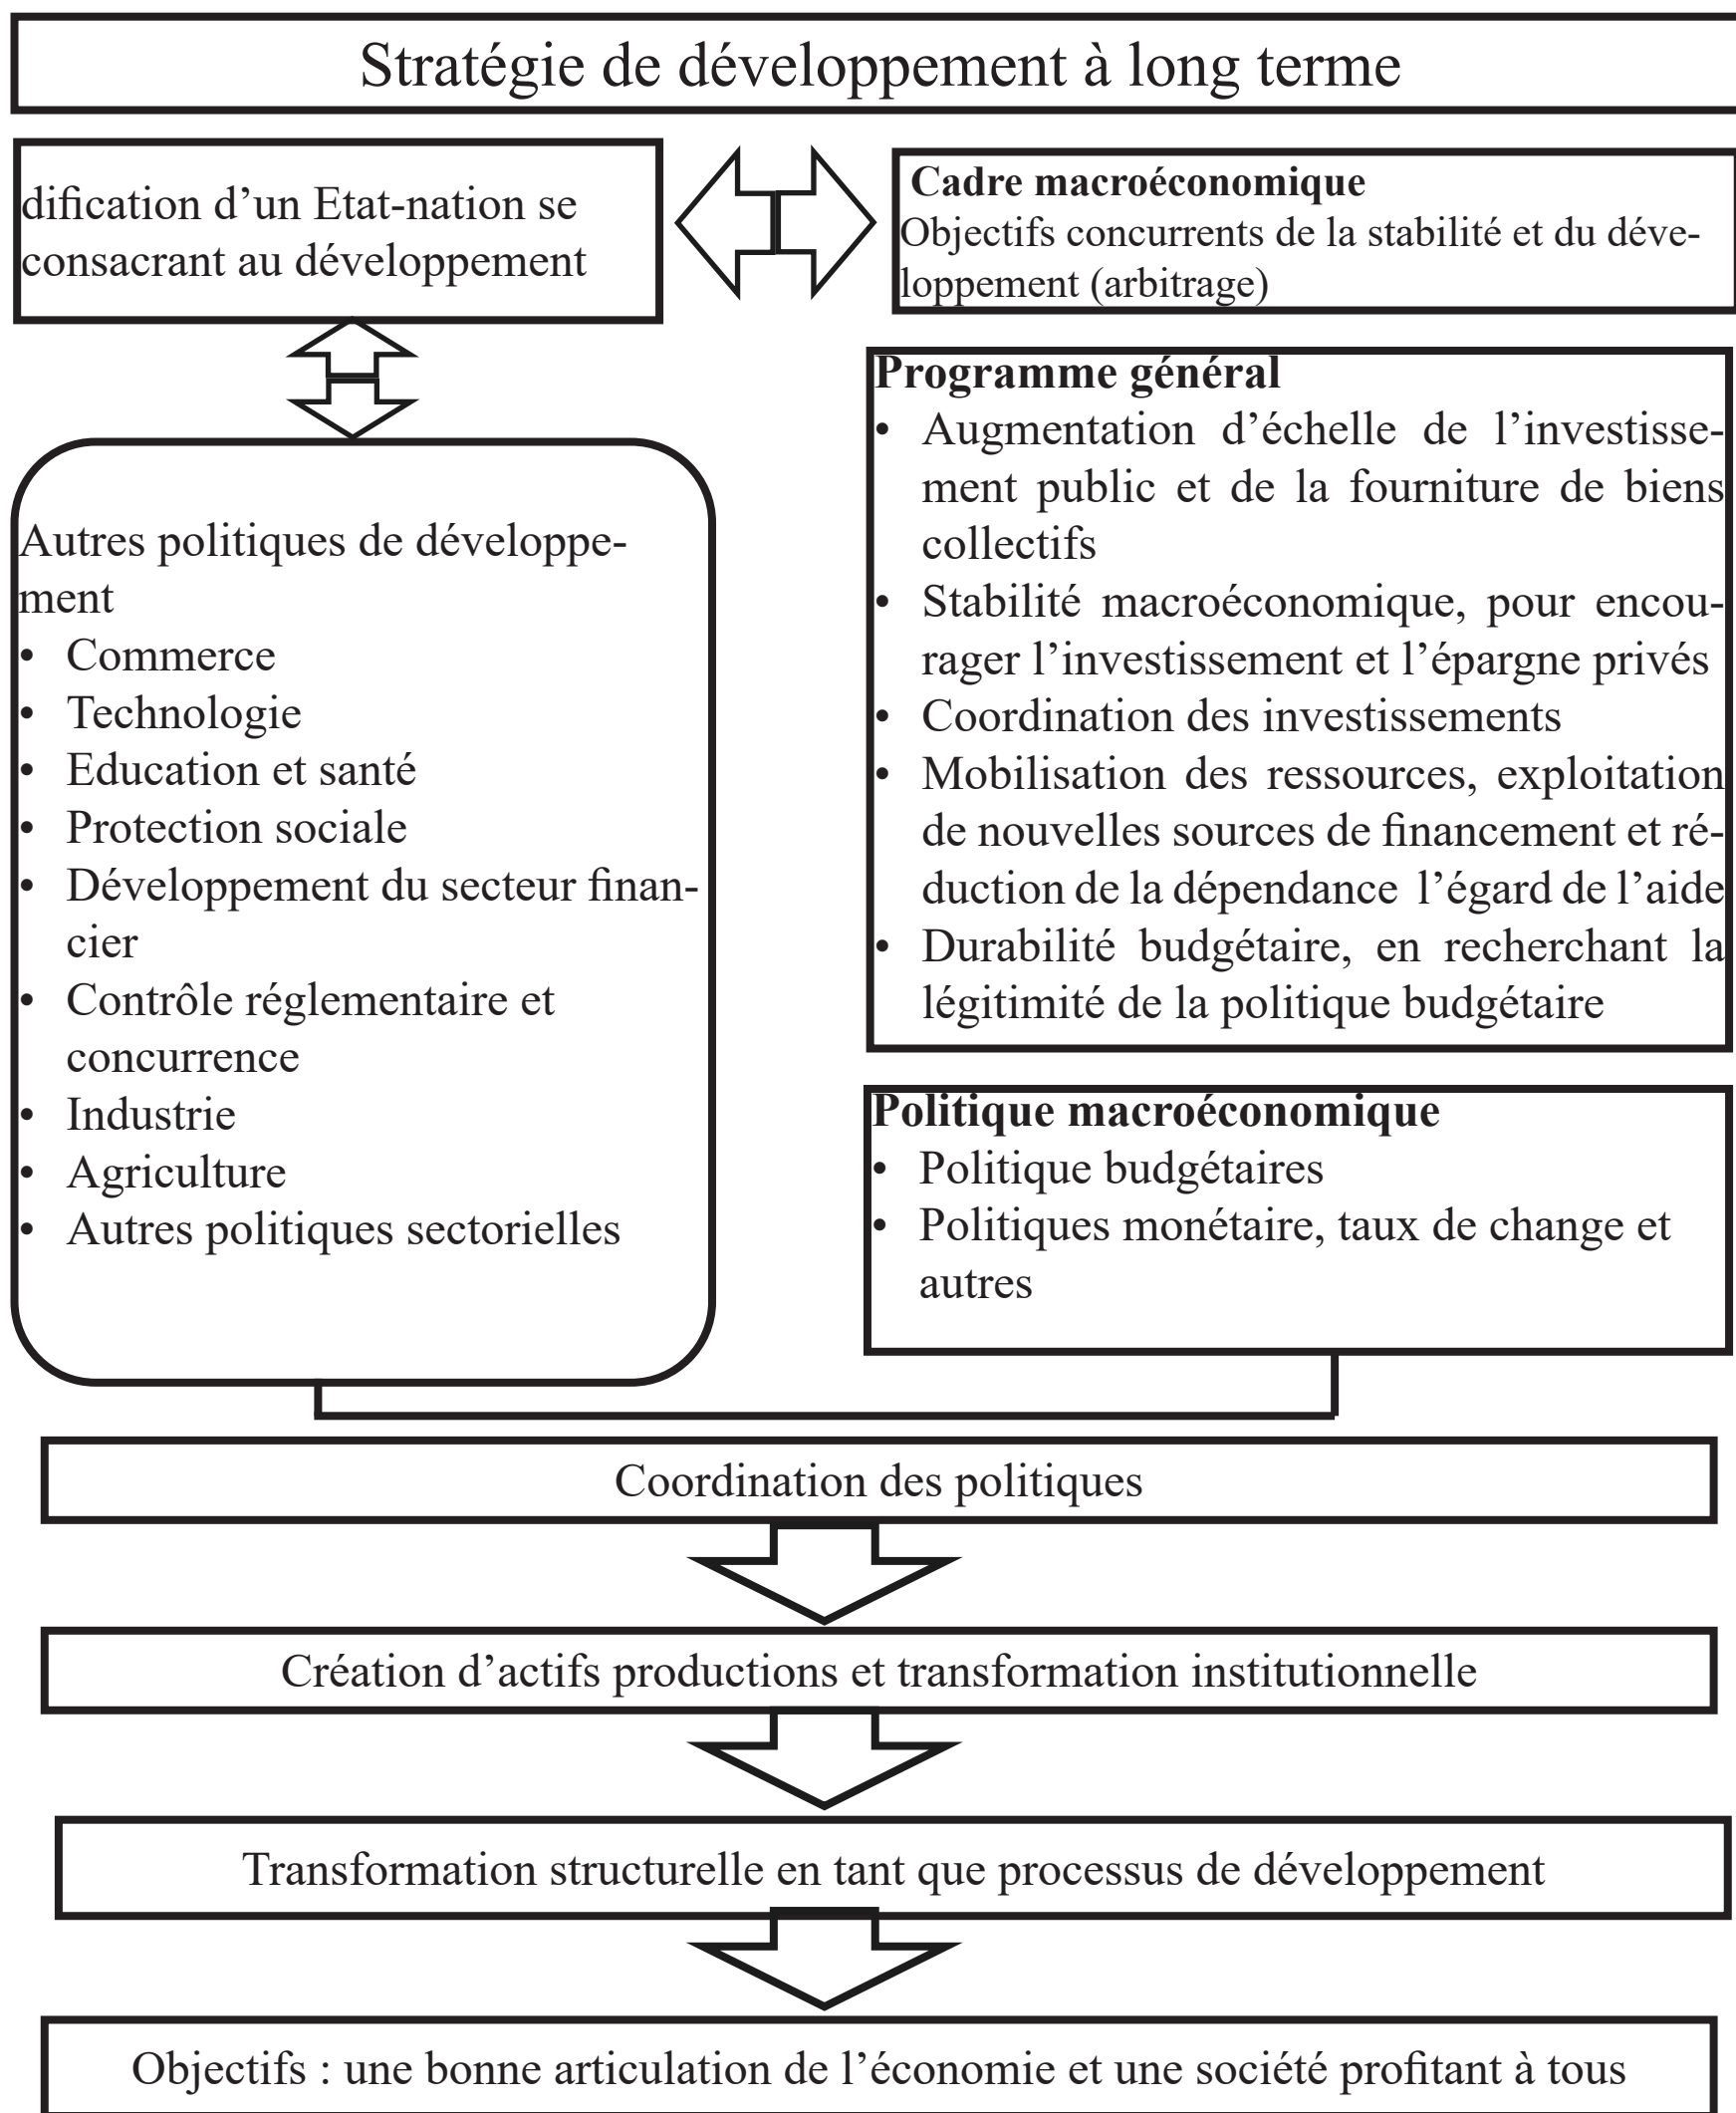 Stratégie de développement à long terme
dification d’un Etat-nation se
consacrant au développement
Cadre macroéconomique
Objectifs concurrents de la stabilité et du déve-
loppement (arbitrage)
Autres politiques de développe-
ment
• Commerce
• Technologie
• Education et santé
• Protection sociale
• Développement du secteur finan-
cier
• Contrôle réglementaire et
concurrence
• Industrie
• Agriculture
• Autres politiques sectorielles
Programme général
• Augmentation d’échelle de l’investisse-
ment public et de la fourniture de biens
collectifs
• Stabilité macroéconomique, pour encou-
rager l’investissement et l’épargne privés
• Coordination des investissements
• Mobilisation des ressources, exploitation
de nouvelles sources de financement et ré-
duction de la dépendance l’égard de l’aide
• Durabilité budgétaire, en recherchant la
légitimité de la politique budgétaire
Politique macroéconomique
• Politique budgétaires
• Politiques monétaire, taux de change et
autres
Coordination des politiques
Création d’actifs productions et transformation institutionnelle
Transformation structurelle en tant que processus de développement
Objectifs : une bonne articulation de l’économie et une société profitant à tous